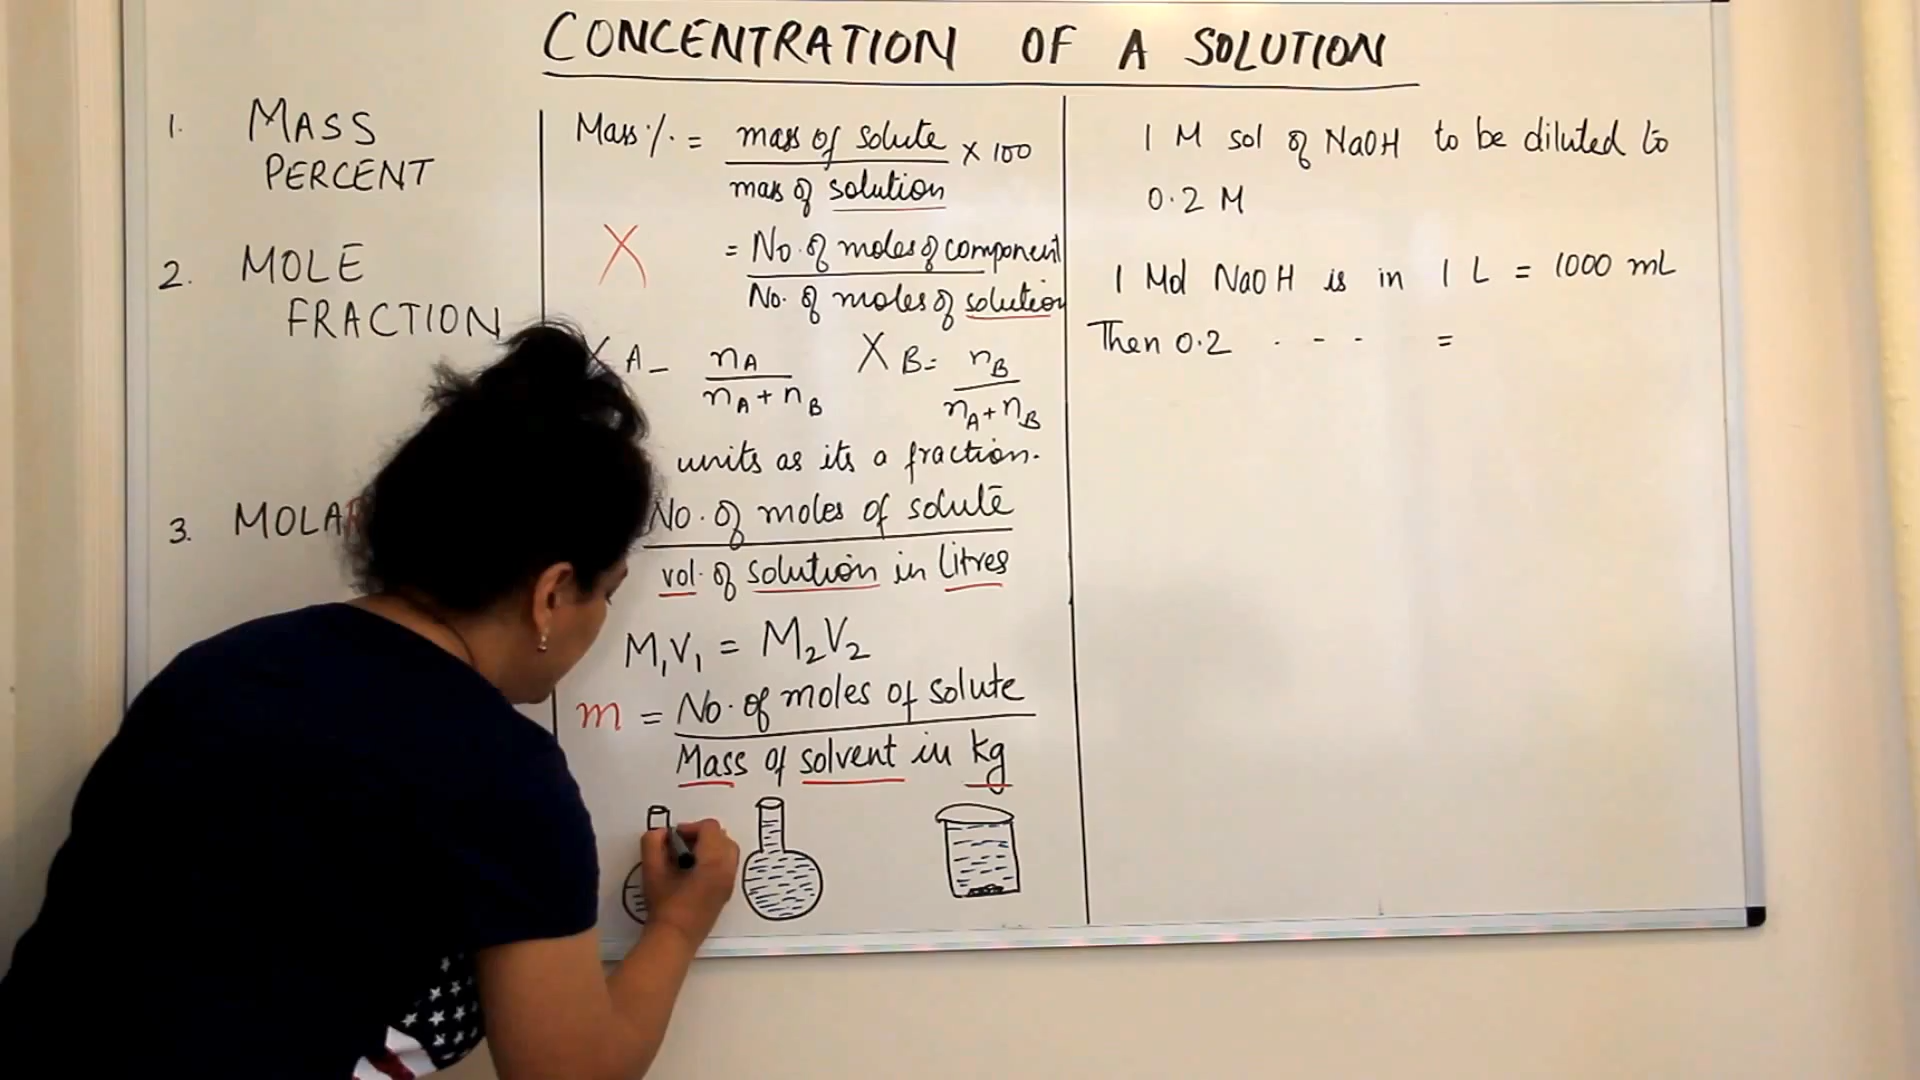 CONCENTRATION OF A SOLUTION
1. MASS
PERCENT
2. MOLE
FRACTION
3. MOLAR
Mass % = mass of solute × 100
mass of solution
X = No. of moles of component
No. of moles of solution
X A = nA
nA + nB
X B = nB
nA + nB
units as its a fraction.
No. of moles of solute
vol. of solution in litres
M1V1 = M2V2
m = No. of moles of solute
Mass of solvent in kg
1 M sol of NaOH to be diluted to
0.2 M
1 Mol NaOH is in 1 L = 1000 mL
Then 0.2 . - - - =